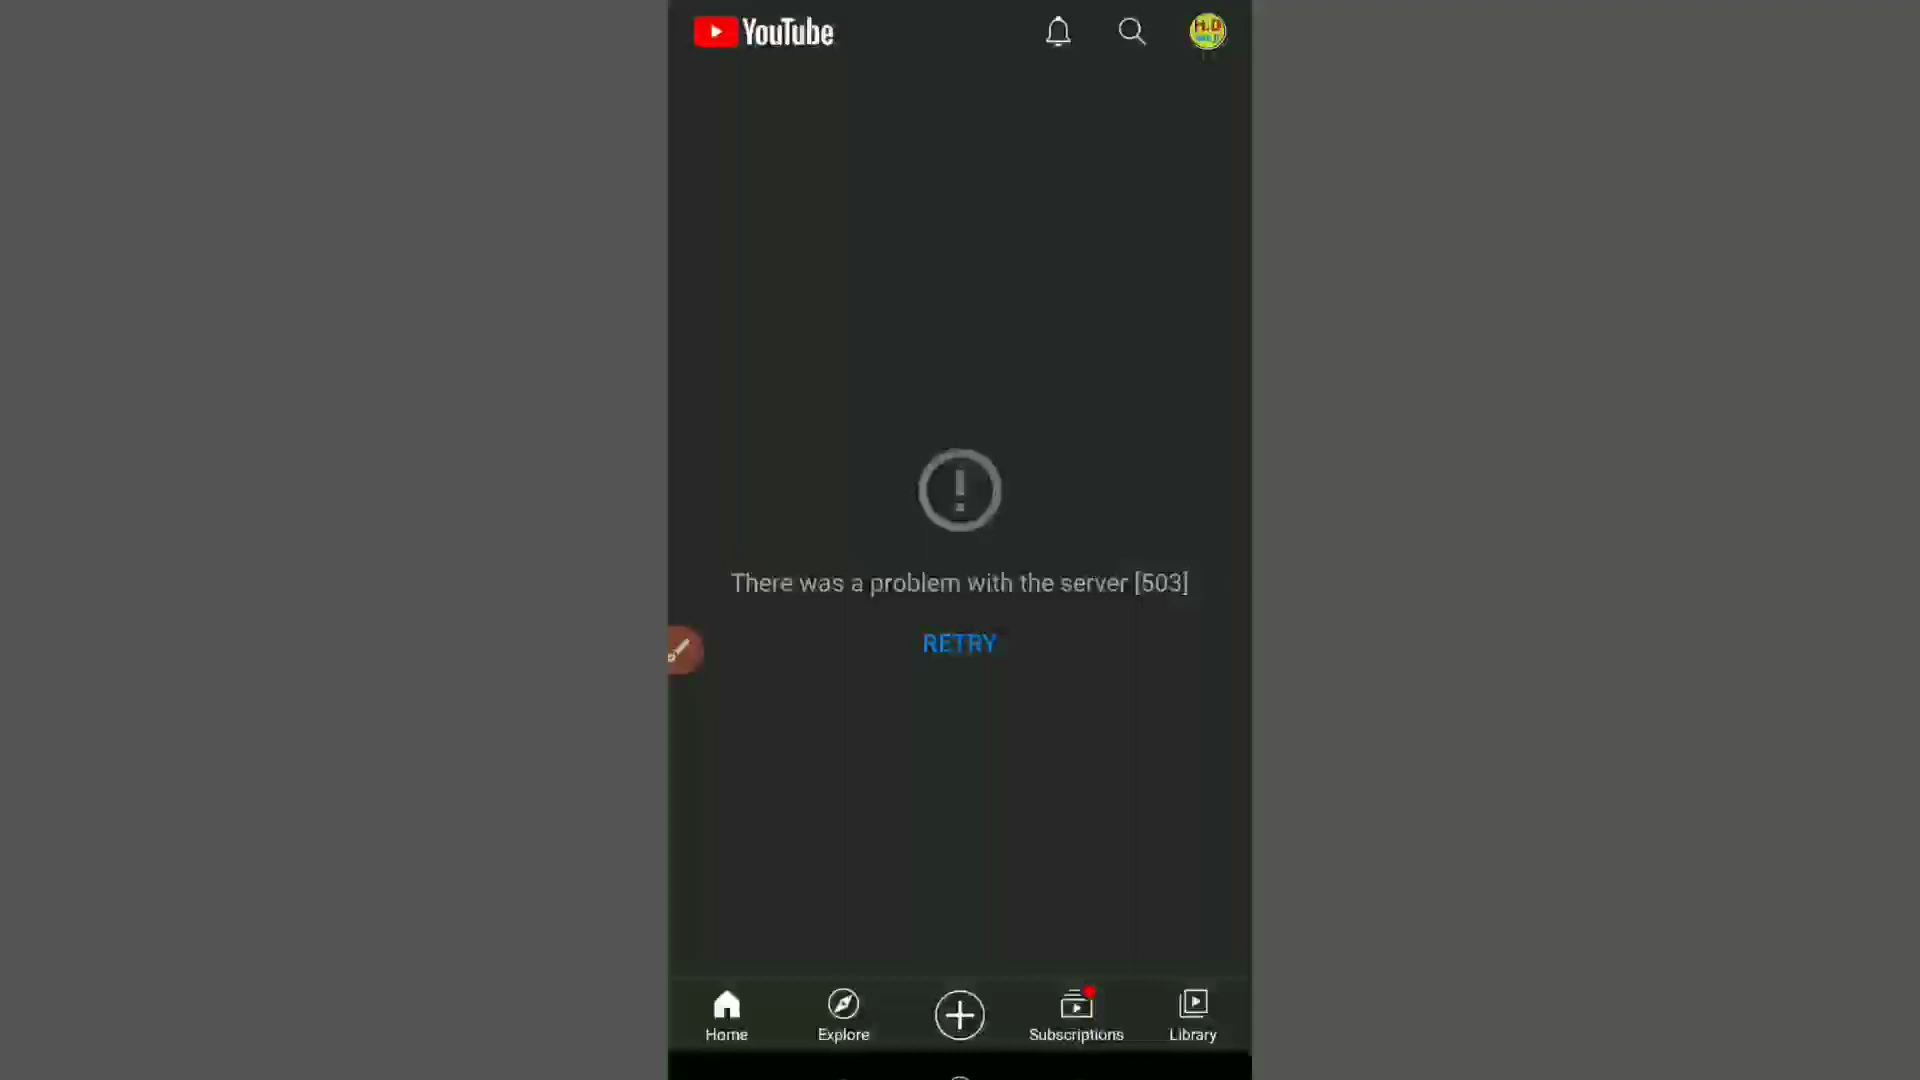 YouTube
H.D
There was a problem with the server [503]
RETRY
Home
Explore
Subscriptions
Library